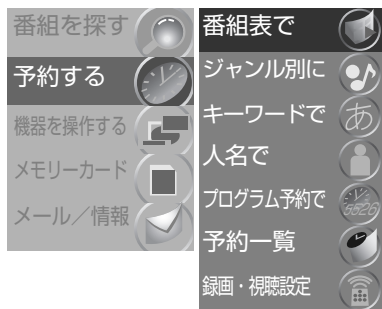 番組を探す
予約する
機器を操作する
メモリーカード
メール／情報
番組表で
ジャンル別に
キーワードで
あ
人名で
プログラム予約で
予約一覧
録画・視聴設定